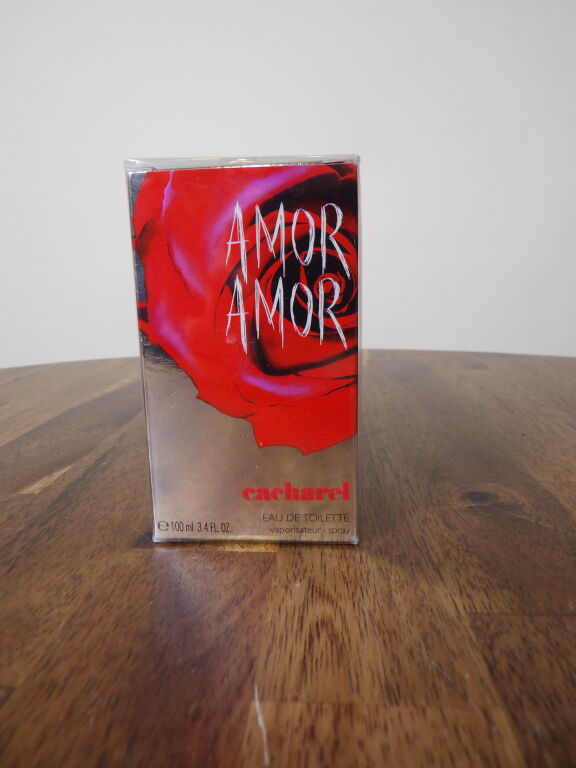 AMOR
AMOR
cacharel
EAU DE TOILETTE
℮ 100 ml 3.4 FL. OZ.
vaporisateur - spray